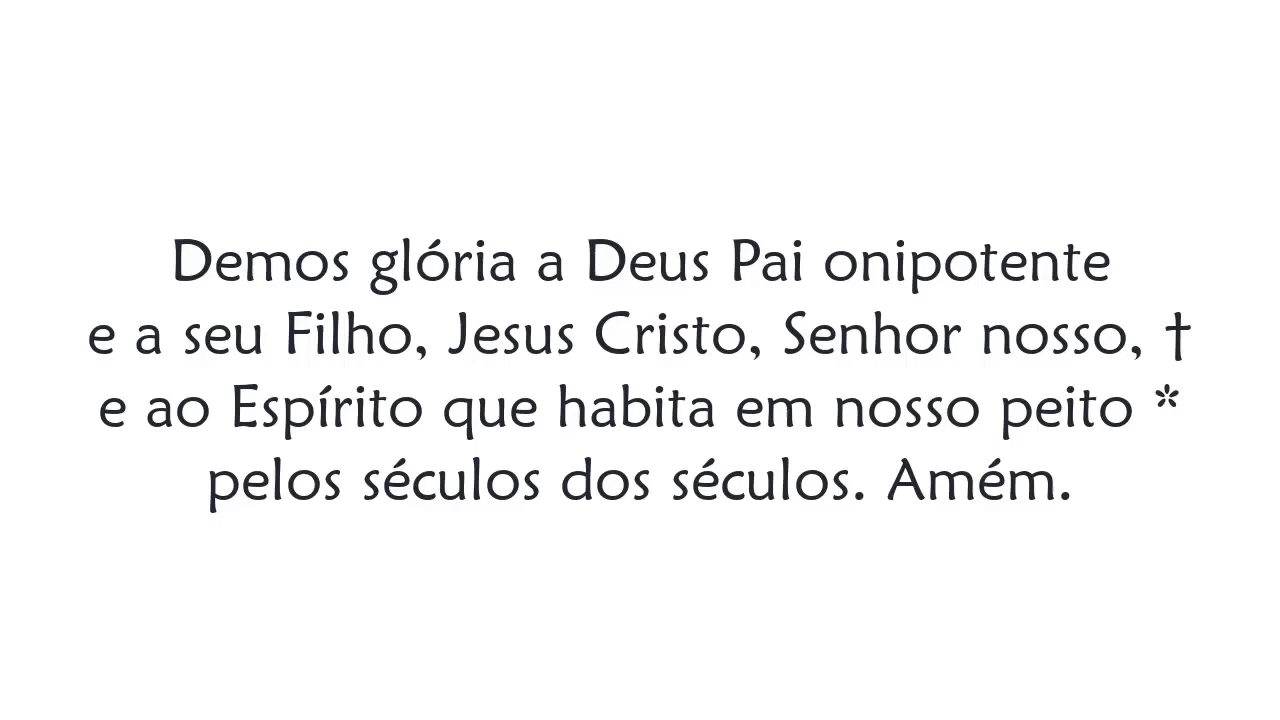 Demos glória a Deus Pai onipotente
e a seu Filho, Jesus Cristo, Senhor nosso, †
e ao Espírito que habita em nosso peito *
pelos séculos dos séculos. Amém.